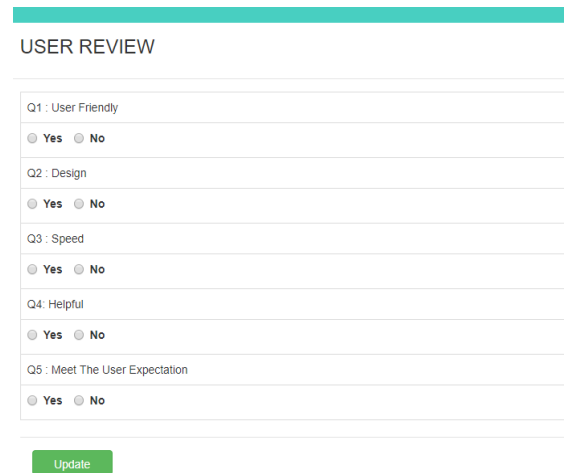 USER REVIEW
Q1 : User Friendly
Yes No
Q2 : Design
Yes No
Q3 : Speed
Yes No
Q4: Helpful
Yes No
Q5 : Meet The User Expectation
Yes No
Update